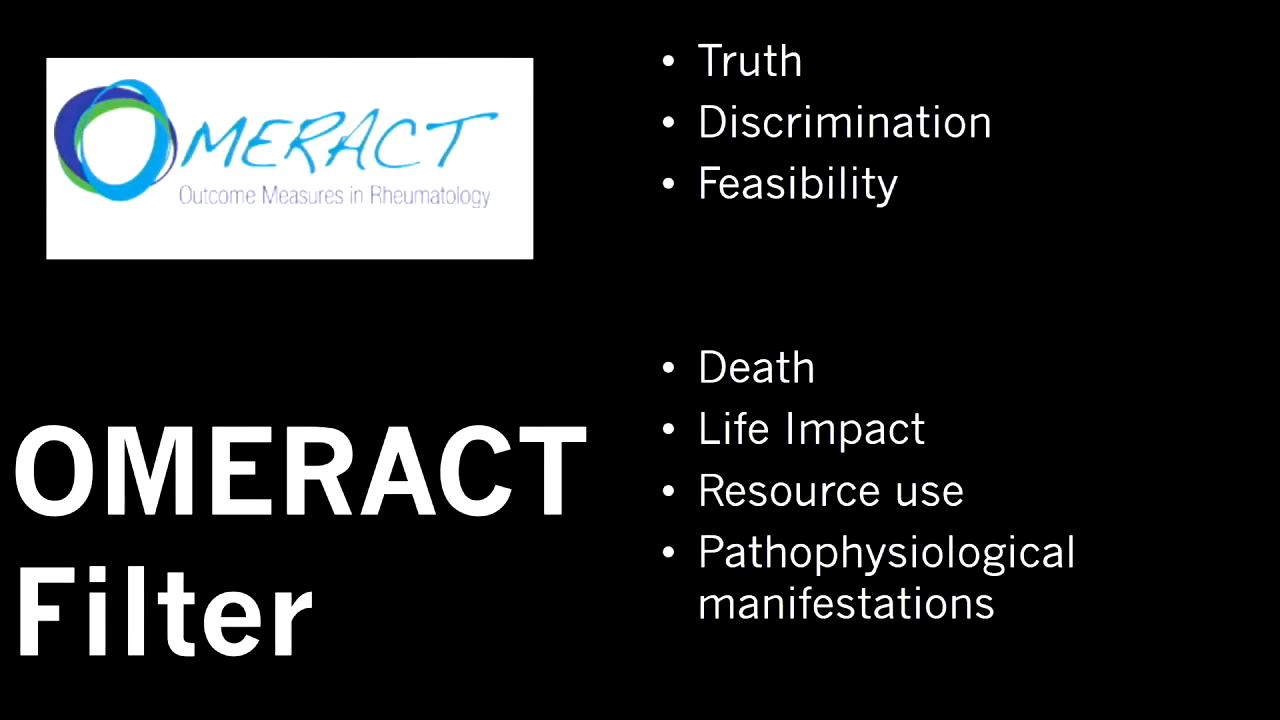 OMERACT
Outcome Measures in Rheumatology
OMERACT
Filter
• Truth
• Discrimination
• Feasibility
• Death
• Life Impact
• Resource use
• Pathophysiological
manifestations